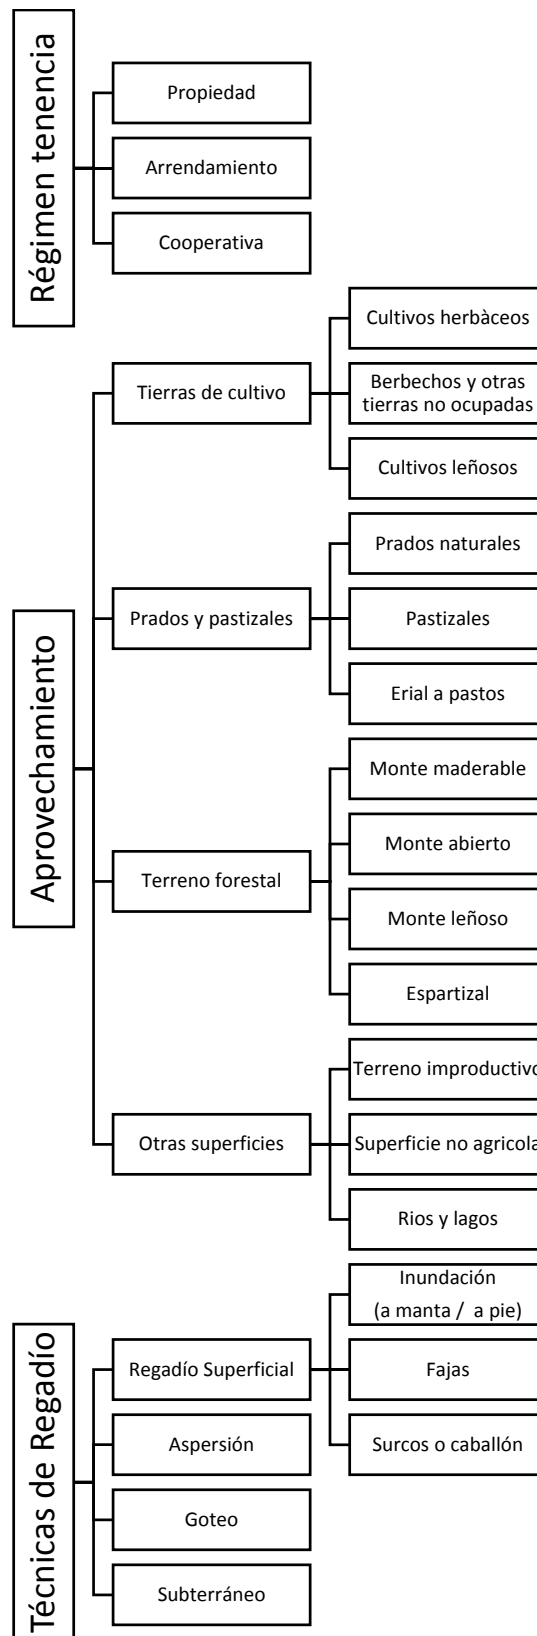 Régimen tenencia
Propiedad
Arrendamiento
Cooperativa
Aprovechamiento
Tierras de cultivo
Cultivos herbàceos
Berbechos y otras
tierras no ocupadas
Cultivos leñosos
Prados y pastizales
Prados naturales
Pastizales
Erial a pastos
Terreno forestal
Monte maderable
Monte abierto
Monte leñoso
Espartizal
Otras superficies
Terreno improductivo
Superficie no agricola
Rios y lagos
Técnicas de Regadío
Regadío Superficial
Inundación
(a manta / a pie)
Fajas
Surcos o caballón
Aspersión
Goteo
Subterráneo